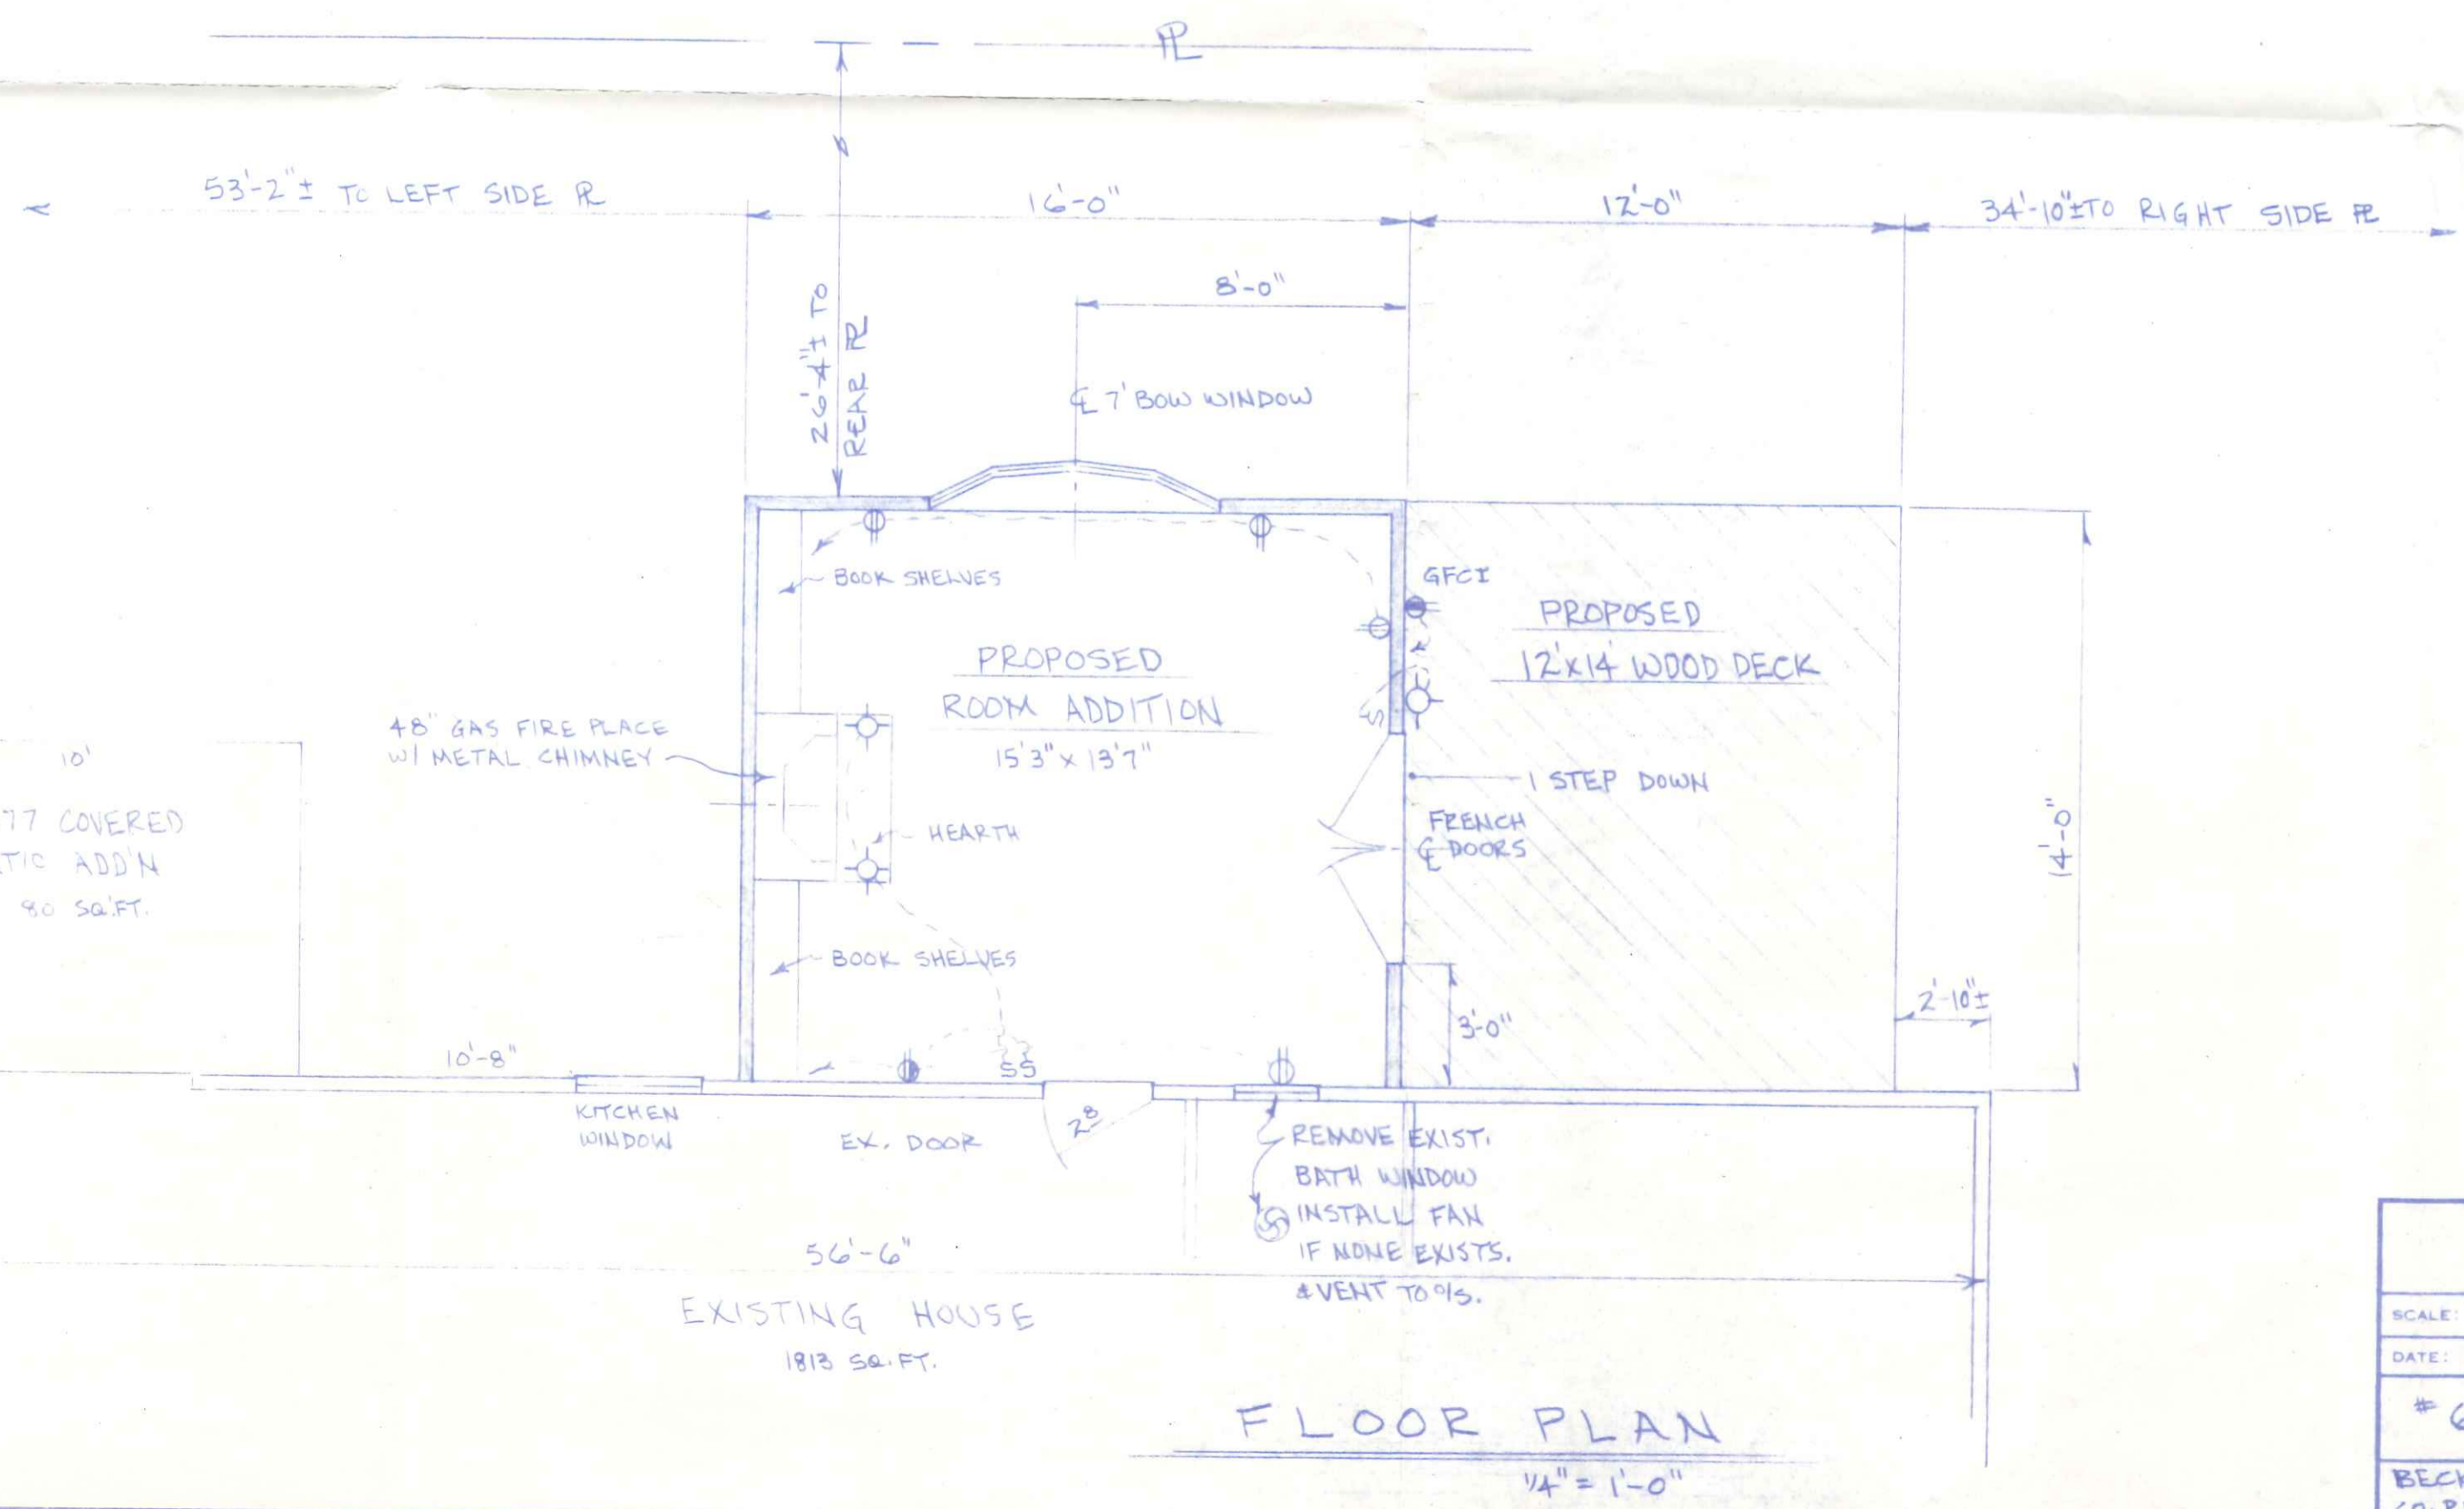 PL
53'-2"± TO LEFT SIDE PL
16'-0"
12'-0"
34'-10"± TO RIGHT SIDE PL
8'-0"
26'-4"± TO
REAR PL
CL 7' BOW WINDOW
BOOK SHELVES
GFCI
PROPOSED
12'x14' WOOD DECK
PROPOSED
ROOM ADDITION
15'3" x 13'7"
48" GAS FIRE PLACE
W/ METAL CHIMNEY
10'
77 COVERED
ADD'N
80 SQ.FT.
1 STEP DOWN
HEARTH
FRENCH
CL DOORS
14'-0"
BOOK SHELVES
2'-10"±
3'-0"
10'-8"
SS
KITCHEN
WINDOW
EX. DOOR
2⁸
REMOVE EXIST.
BATH WINDOW
INSTALL FAN
IF NONE EXISTS.
& VENT TO O/S.
56'-6"
EXISTING HOUSE
1813 SQ.FT.
SCALE:
DATE:
# 6
FLOOR PLAN
1/4" = 1'-0"